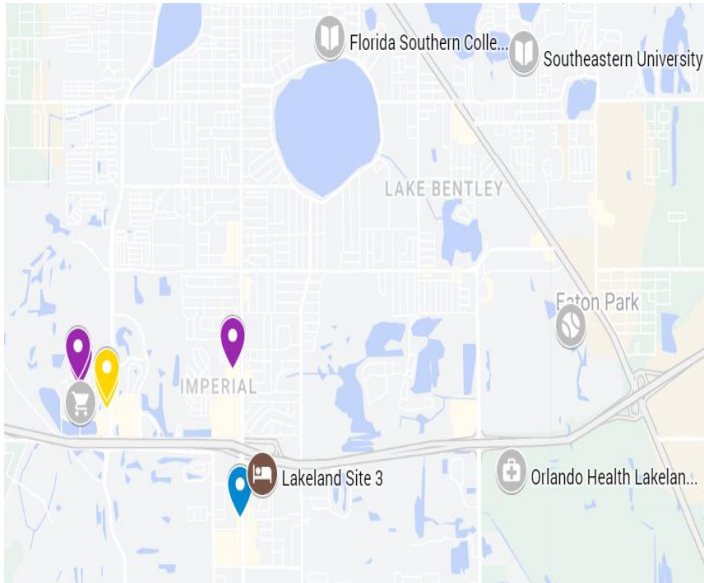 Florida Southern Colle...
Southeastern University
LAKE BENTLEY
Eaton Park
IMPERIAL
Lakeland Site 3
Orlando Health Lakelan...